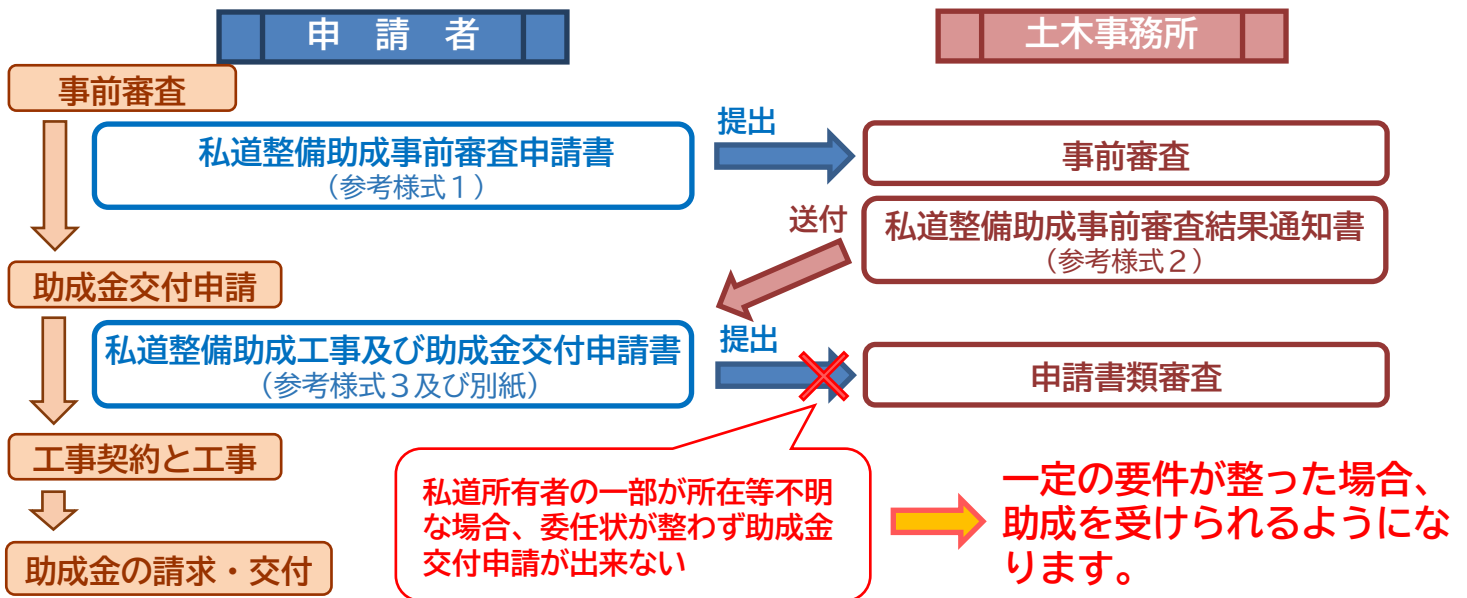 申 請 者
土木事務所
事前審査
提出
私道整備助成事前審査申請書
(参考様式１)
事前審査
送付
私道整備助成事前審査結果通知書
(参考様式２)
助成金交付申請
提出
私道整備助成工事及び助成金交付申請書
(参考様式３及び別紙)
申請書類審査
工事契約と工事
私道所有者の一部が所在等不明
な場合、委任状が整わず助成金
交付申請が出来ない
一定の要件が整った場合、
助成を受けられるようにな
ります。
助成金の請求・交付